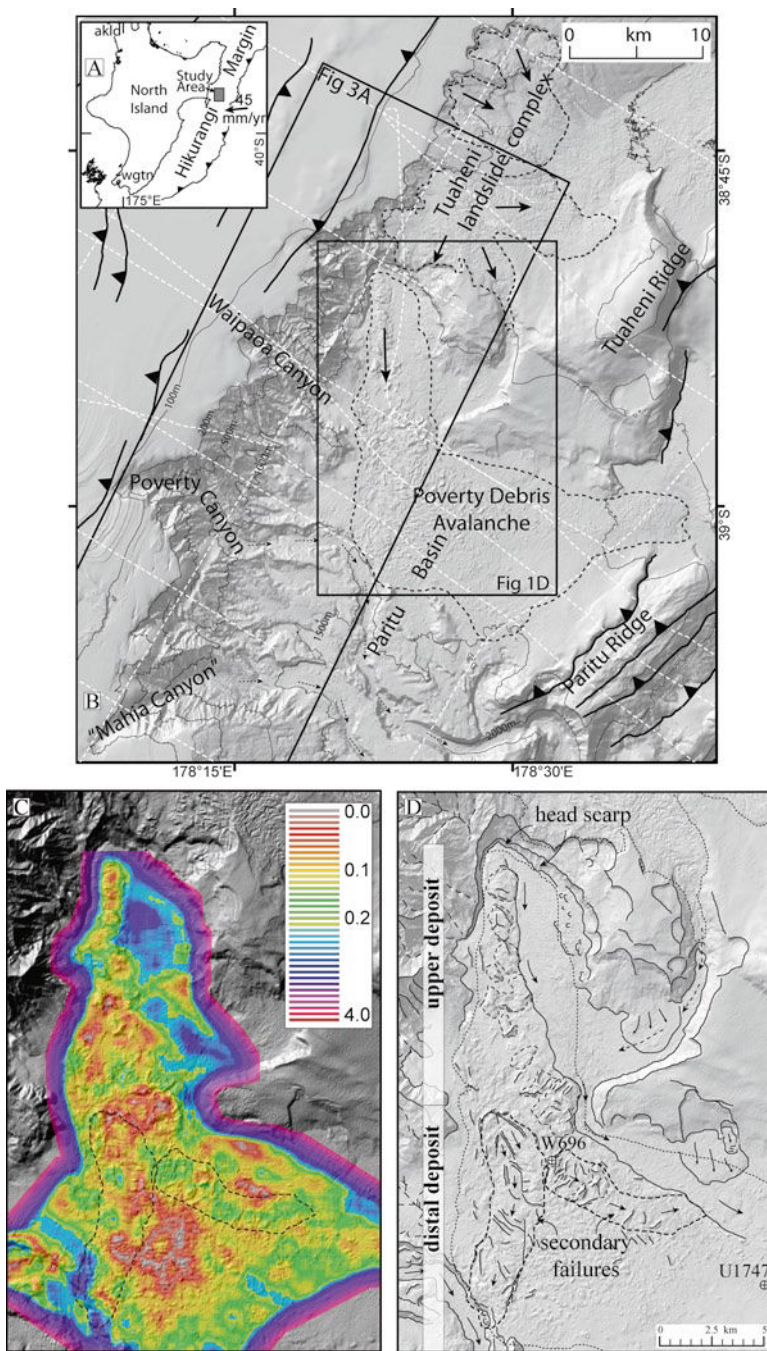 A
akld
North
Island
Study
Area
Hikurangi
Margin
45
mm/yr
40°S
wgtn
175°E
0 km 10
Fig 3A
Tuaheni
landslide complex
38°45'S
Tuaheni Ridge
Waipaoa Canyon
100m
Poverty Canyon
Poverty Debris
Avalanche
39°S
Fig 1D
Paritu
Basin
1500m
Paritu Ridge
"Mahia Canyon"
2000m
B
178°15'E
178°30'E
C
0.0
0.1
0.2
4.0
D
head scarp
upper deposit
distal deposit
W696
secondary
failures
U1747
0 2.5 km 5